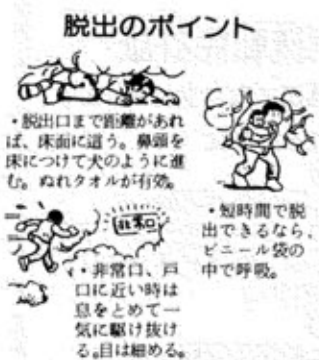 脱出のポイント
・脱出口まで距離があれ
ば、床面に這う。鼻頭を
床につけて犬のように進
む。ぬれタオルが有効。
・短時間で脱
出できるなら、
ビニール袋の
中で呼吸。
非常口
・非常口、戸
口に近い時は
息をとめて一
気に駆け抜け
る。目は細める。